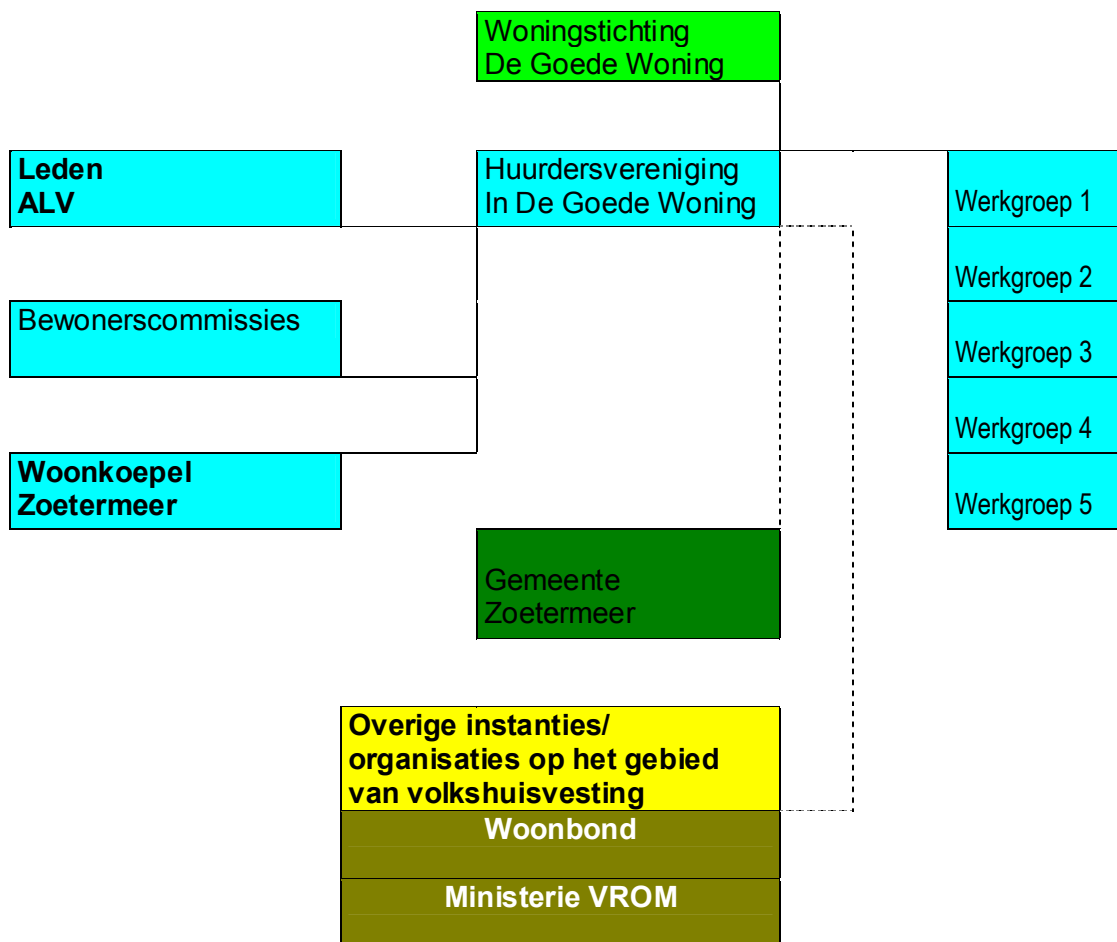 Woningstichting
De Goede Woning
Leden
ALV
Huurdersvereniging
In De Goede Woning
Werkgroep 1
Werkgroep 2
Bewonerscommissies
Werkgroep 3
Werkgroep 4
Woonkoepel
Zoetermeer
Werkgroep 5
Gemeente
Zoetermeer
Overige instanties/
organisaties op het gebied
van volkshuisvesting
Woonbond
Ministerie VROM